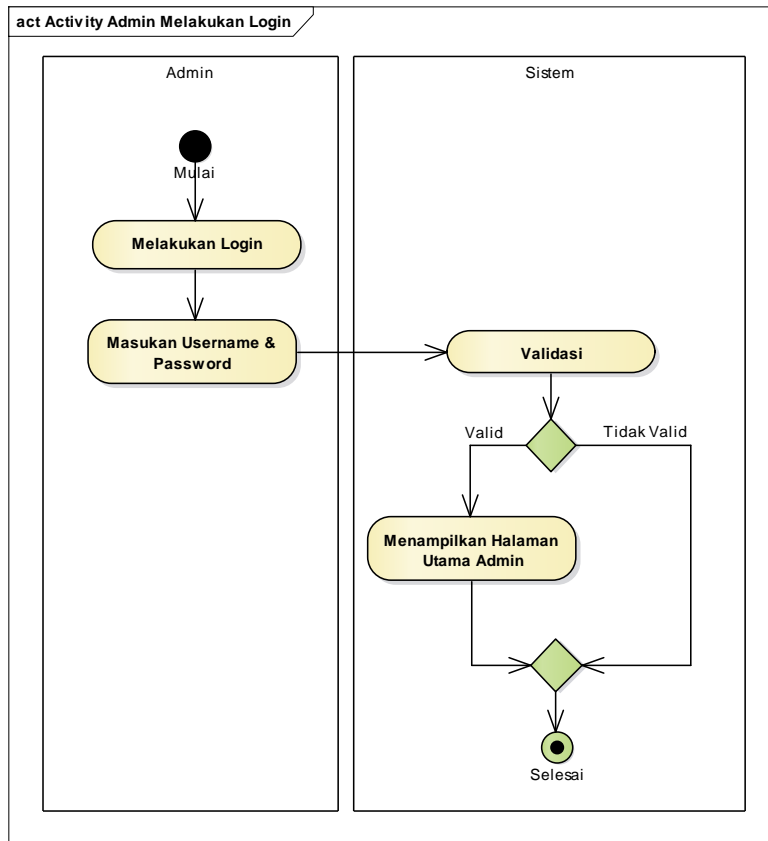 act Activity Admin Melakukan Login
Admin
Sistem
Mulai
Melakukan Login
Masukan Username &
Password
Validasi
Valid
Tidak Valid
Menampilkan Halaman
Utama Admin
Selesai